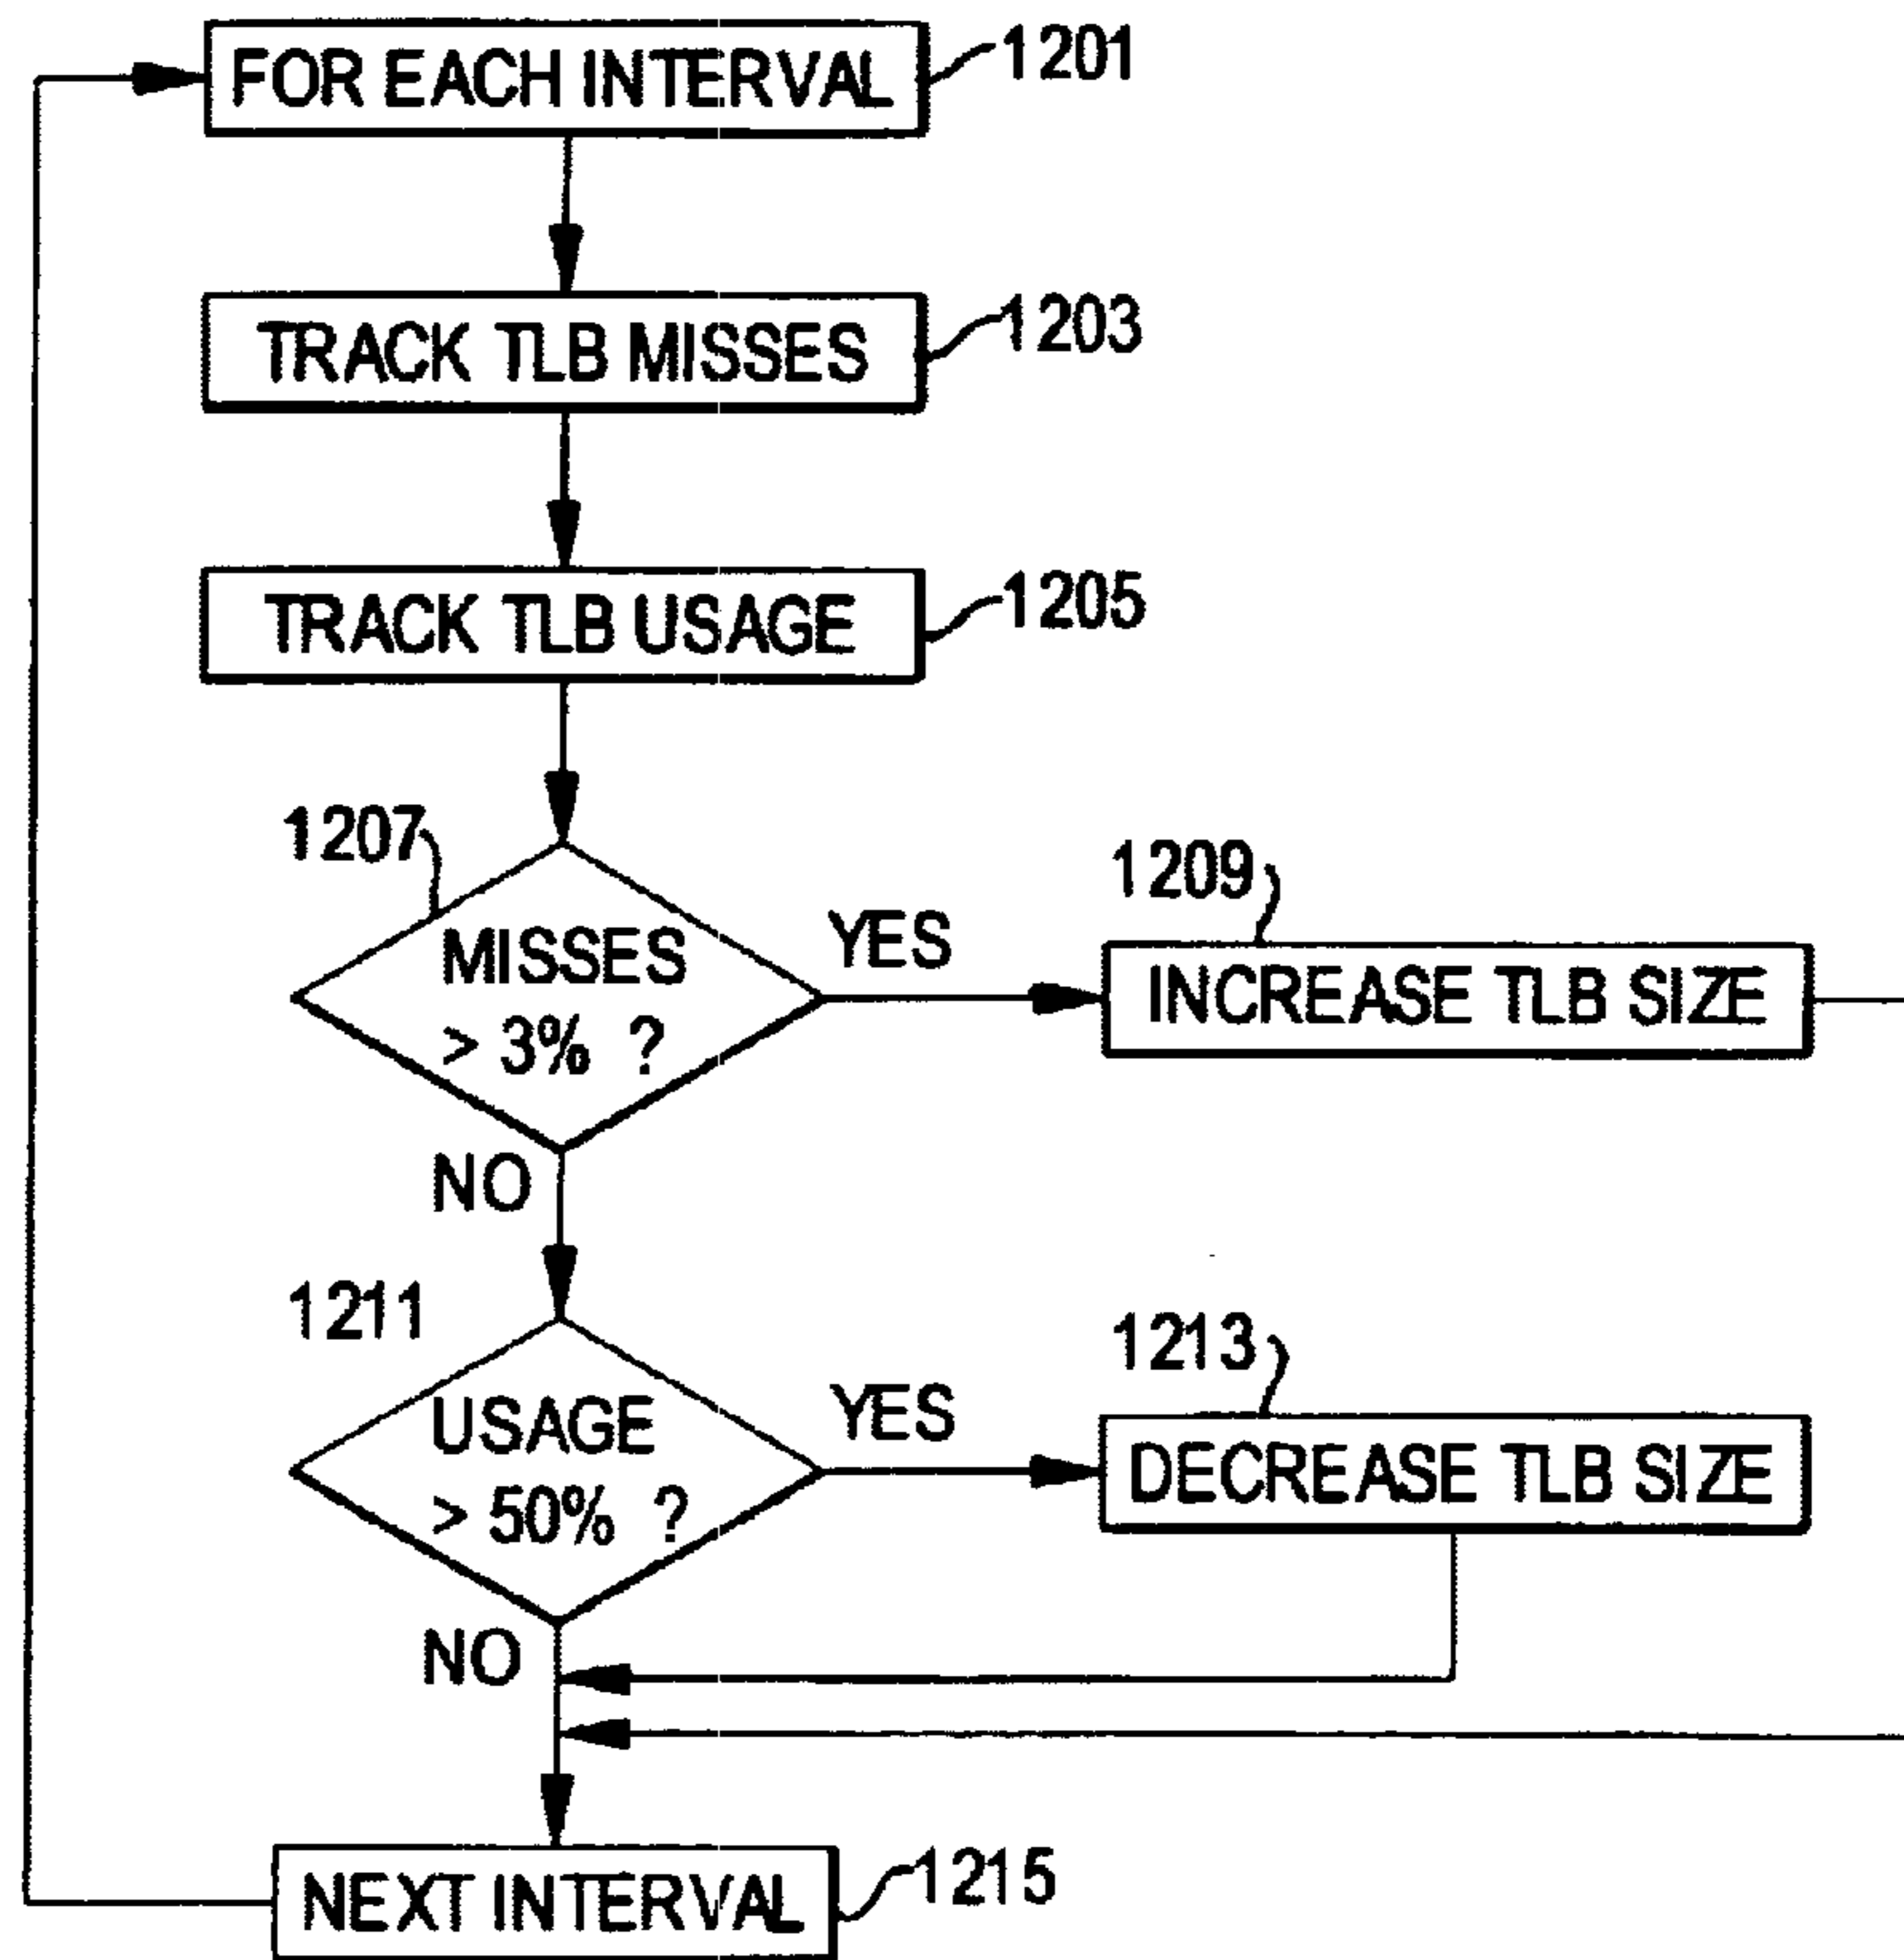 FOR EACH INTERVAL
1201
TRACK TLB MISSES
1203
TRACK TLB USAGE
1205
1207
MISSES
> 3% ?
YES
1209
INCREASE TLB SIZE
NO
1211
USAGE
> 50% ?
YES
1213
DECREASE TLB SIZE
NO
NEXT INTERVAL
1215